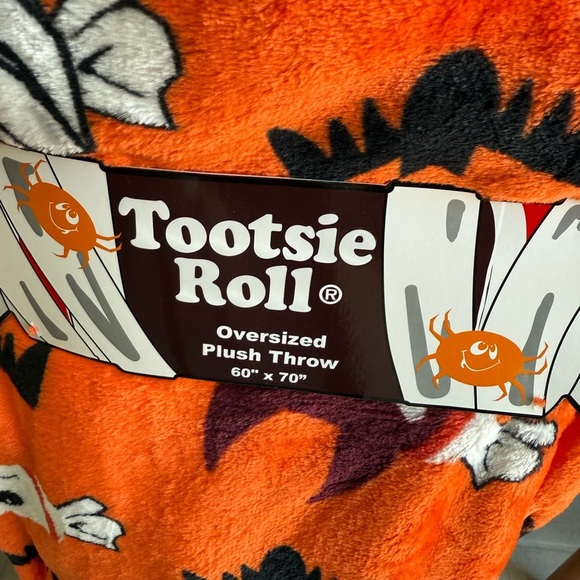 Tootsie
Roll®
Oversized
Plush Throw
60" x 70"